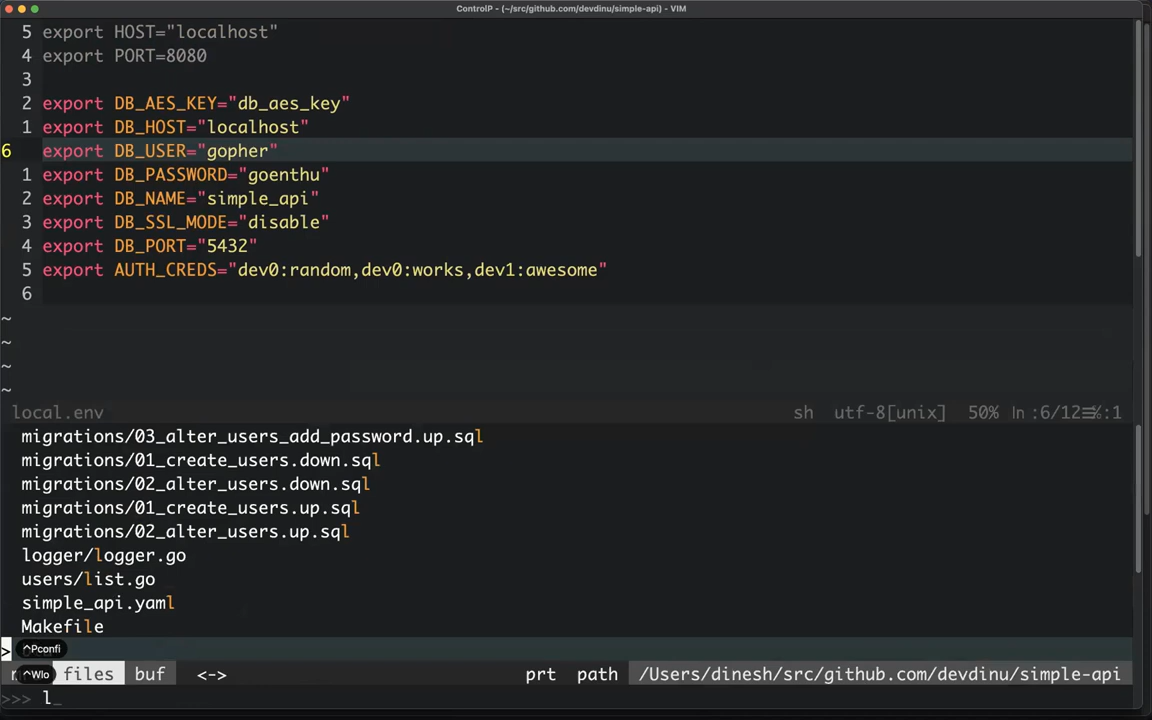 ControlP - (~/src/github.com/devdinu/simple-api) - VIM
5 export HOST="localhost"
4 export PORT=8080
3
2 export DB_AES_KEY="db_aes_key"
1 export DB_HOST="localhost"
6 export DB_USER="gopher"
1 export DB_PASSWORD="goenthu"
2 export DB_NAME="simple_api"
3 export DB_SSL_MODE="disable"
4 export DB_PORT="5432"
5 export AUTH_CREDS="dev0:random,dev0:works,dev1:awesome"
6
~
~
~
~
local.env sh utf-8[unix] 50% ln :6/12≡%:1
migrations/03_alter_users_add_password.up.sql
migrations/01_create_users.down.sql
migrations/02_alter_users.down.sql
migrations/01_create_users.up.sql
migrations/02_alter_users.up.sql
logger/logger.go
users/list.go
simple_api.yaml
Makefile
> ^Pconfi
^Wlo files buf <-> prt path /Users/dinesh/src/github.com/devdinu/simple-api
>>> l_